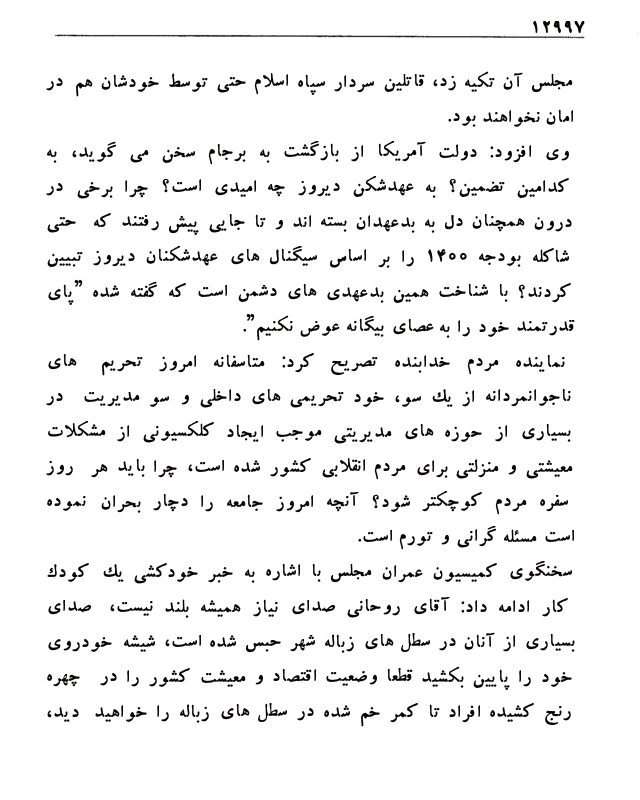 ۱۲۹۹۷
مجلس آن تکیه زد، قاتلین سردار سپاه اسلام حتی توسط خودشان هم در
امان نخواهند بود.
وی افزود: دولت آمریکا از بازگشت به برجام سخن می گوید، به
کدامین تضمین؟ به عهدشکن دیروز چه امیدی است؟ چرا برخی در
درون همچنان دل به بدعهدان بسته اند و تا جایی پیش رفتند که حتی
شاکله بودجه ۱۴۰۰ را بر اساس سیگنال های عهدشکنان دیروز تبیین
کردند؟ با شناخت همین بدعهدی های دشمن است که گفته شده "پای
قدرتمند خود را به عصای بیگانه عوض نکنیم".
نماینده مردم خدابنده تصریح کرد: متاسفانه امروز تحریم های
ناجوانمردانه از یك سو، خود تحریمی های داخلی و سو مدیریت در
بسیاری از حوزه های مدیریتی موجب ایجاد کلکسیونی از مشکلات
معیشتی و منزلتی برای مردم انقلابی کشور شده است، چرا باید هر روز
سفره مردم کوچکتر شود؟ آنچه امروز جامعه را دچار بحران نموده
است مسئله گرانی و تورم است.
سخنگوی کمیسیون عمران مجلس با اشاره به خبر خودکشی یك کودك
کار ادامه داد: آقای روحانی صدای نیاز همیشه بلند نیست، صدای
بسیاری از آنان در سطل های زباله شهر حبس شده است، شیشه خودروی
خود را پایین بکشید قطعا وضعیت اقتصاد و معیشت کشور را در چهره
رنج کشیده افراد تا کمر خم شده در سطل های زباله را خواهید دید،